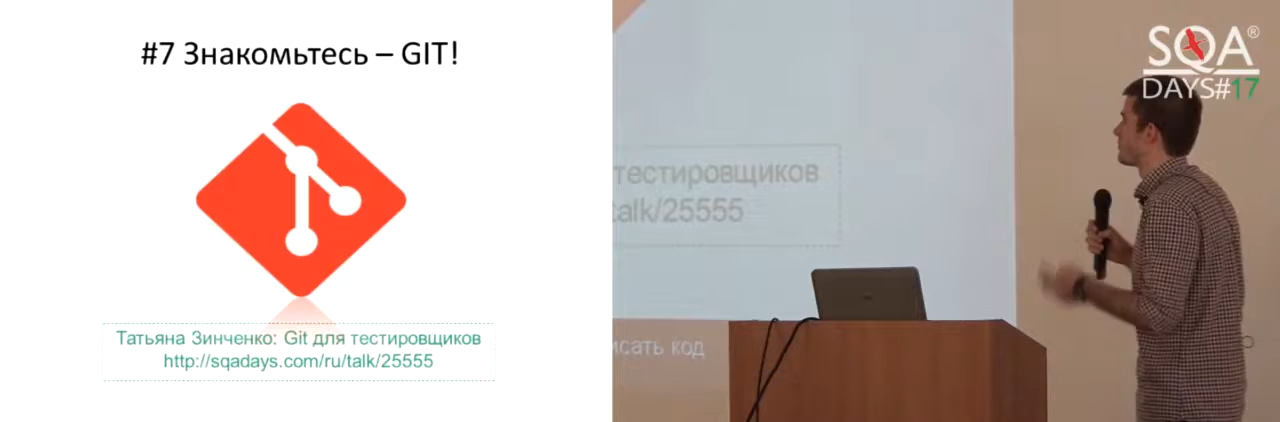 #7 Знакомьтесь – GIT!
Татьяна Зинченко: Git для тестировщиков
http://sqadays.com/ru/talk/25555
тестировщиков
talk/25555
исать код
SQA®
DAYS#17